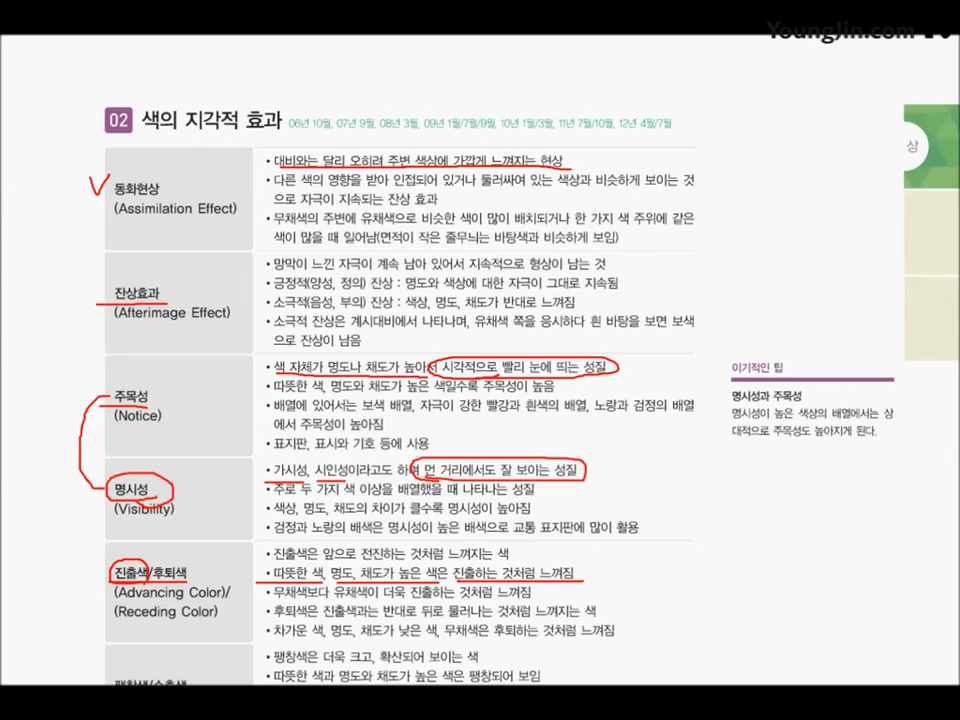 YoungJin.com
02 색의 지각적 효과 06년 10월, 07년 9월, 08년 3월, 09년 1월/7월/9월, 10년 1월/3월, 11년 7월/10월, 12년 4월/7월
상
동화현상
(Assimilation Effect)
• 대비와는 달리 오히려 주변 색상에 가깝게 느껴지는 현상
• 다른 색의 영향을 받아 인접되어 있거나 둘러싸여 있는 색상과 비슷하게 보이는 것
으로 자극이 지속되는 잔상 효과
• 무채색의 주변에 유채색으로 비슷한 색이 많이 배치되거나 한 가지 색 주위에 같은
색이 많을 때 일어남(면적이 작은 줄무늬는 바탕색과 비슷하게 보임)
잔상효과
(Afterimage Effect)
• 망막이 느낀 자극이 계속 남아 있어서 지속적으로 형상이 남는 것
• 긍정적(양성, 정의) 잔상 : 명도와 색상에 대한 자극이 그대로 지속됨
• 소극적(음성, 부의) 잔상 : 색상, 명도, 채도가 반대로 느껴짐
• 소극적 잔상은 계시대비에서 나타나며, 유채색 쪽을 응시하다 흰 바탕을 보면 보색
으로 잔상이 남음
주목성
(Notice)
• 색 자체가 명도나 채도가 높아서 시각적으로 빨리 눈에 띄는 성질
• 따뜻한 색, 명도와 채도가 높은 색일수록 주목성이 높음
• 배열에 있어서는 보색 배열, 자극이 강한 빨강과 흰색의 배열, 노랑과 검정의 배열
에서 주목성이 높아짐
• 표지판, 표시와 기호 등에 사용
명시성
(Visibility)
• 가시성, 시인성이라고도 하며 먼 거리에서도 잘 보이는 성질
• 주로 두 가지 색 이상을 배열했을 때 나타나는 성질
• 색상, 명도, 채도의 차이가 클수록 명시성이 높아짐
• 검정과 노랑의 배색은 명시성이 높은 배색으로 교통 표지판에 많이 활용
진출색/후퇴색
(Advancing Color)/
(Receding Color)
• 진출색은 앞으로 전진하는 것처럼 느껴지는 색
• 따뜻한 색, 명도, 채도가 높은 색은 진출하는 것처럼 느껴짐
• 무채색보다 유채색이 더욱 진출하는 것처럼 느껴짐
• 후퇴색은 진출색과는 반대로 뒤로 물러나는 것처럼 느껴지는 색
• 차가운 색, 명도, 채도가 낮은 색, 무채색은 후퇴하는 것처럼 느껴짐
• 팽창색은 더욱 크고, 확산되어 보이는 색
• 따뜻한 색과 명도와 채도가 높은 색은 팽창되어 보임
이기적인 팁
명시성과 주목성
명시성이 높은 색상의 배열에서는 상
대적으로 주목성도 높아지게 된다.